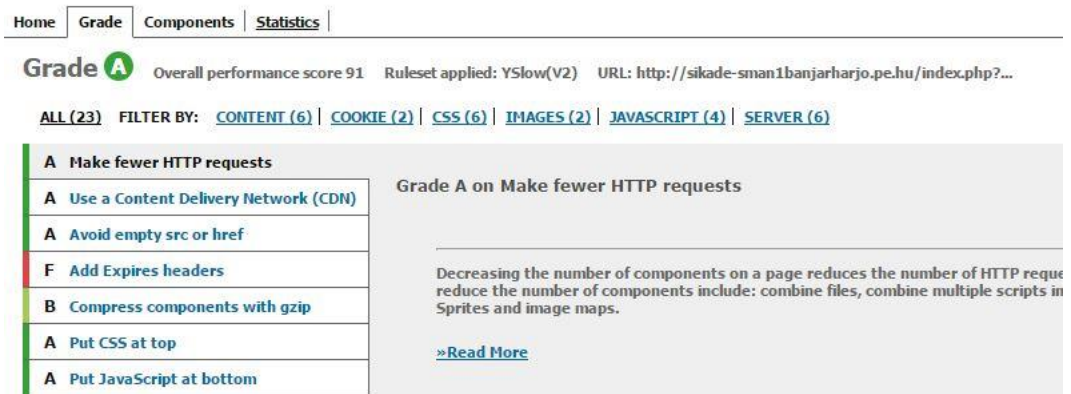 Home Grade Components Statistics
Grade A Overall performance score 91 Ruleset applied: YSlow(V2) URL: http://sikade-sman1banjarharjo.pe.hu/index.php?...
ALL (23) FILTER BY: CONTENT (6) | COOKIE (2) | CSS (6) | IMAGES (2) | JAVASCRIPT (4) | SERVER (6)
A Make fewer HTTP requests
A Use a Content Delivery Network (CDN)
A Avoid empty src or href
F Add Expires headers
B Compress components with gzip
A Put CSS at top
A Put JavaScript at bottom
Grade A on Make fewer HTTP requests
Decreasing the number of components on a page reduces the number of HTTP reque
reduce the number of components include: combine files, combine multiple scripts in
Sprites and image maps.
»Read More